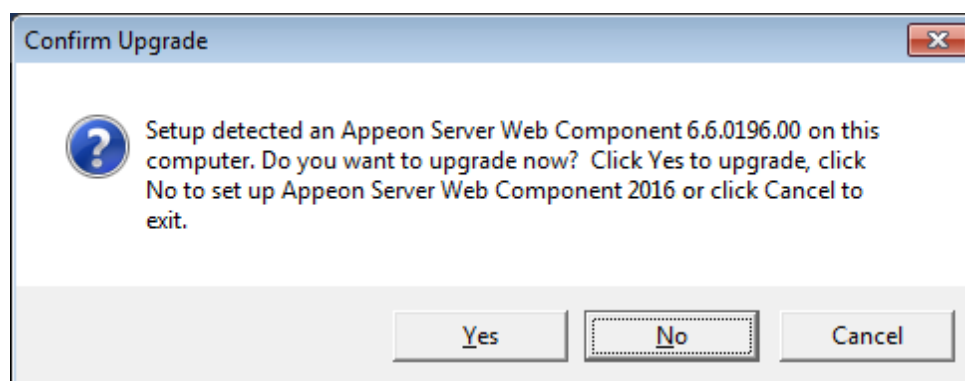 Confirm Upgrade
Setup detected an Appeon Server Web Component 6.6.0196.00 on this
computer. Do you want to upgrade now?  Click Yes to upgrade, click
No to set up Appeon Server Web Component 2016 or click Cancel to
exit.
Yes
No
Cancel